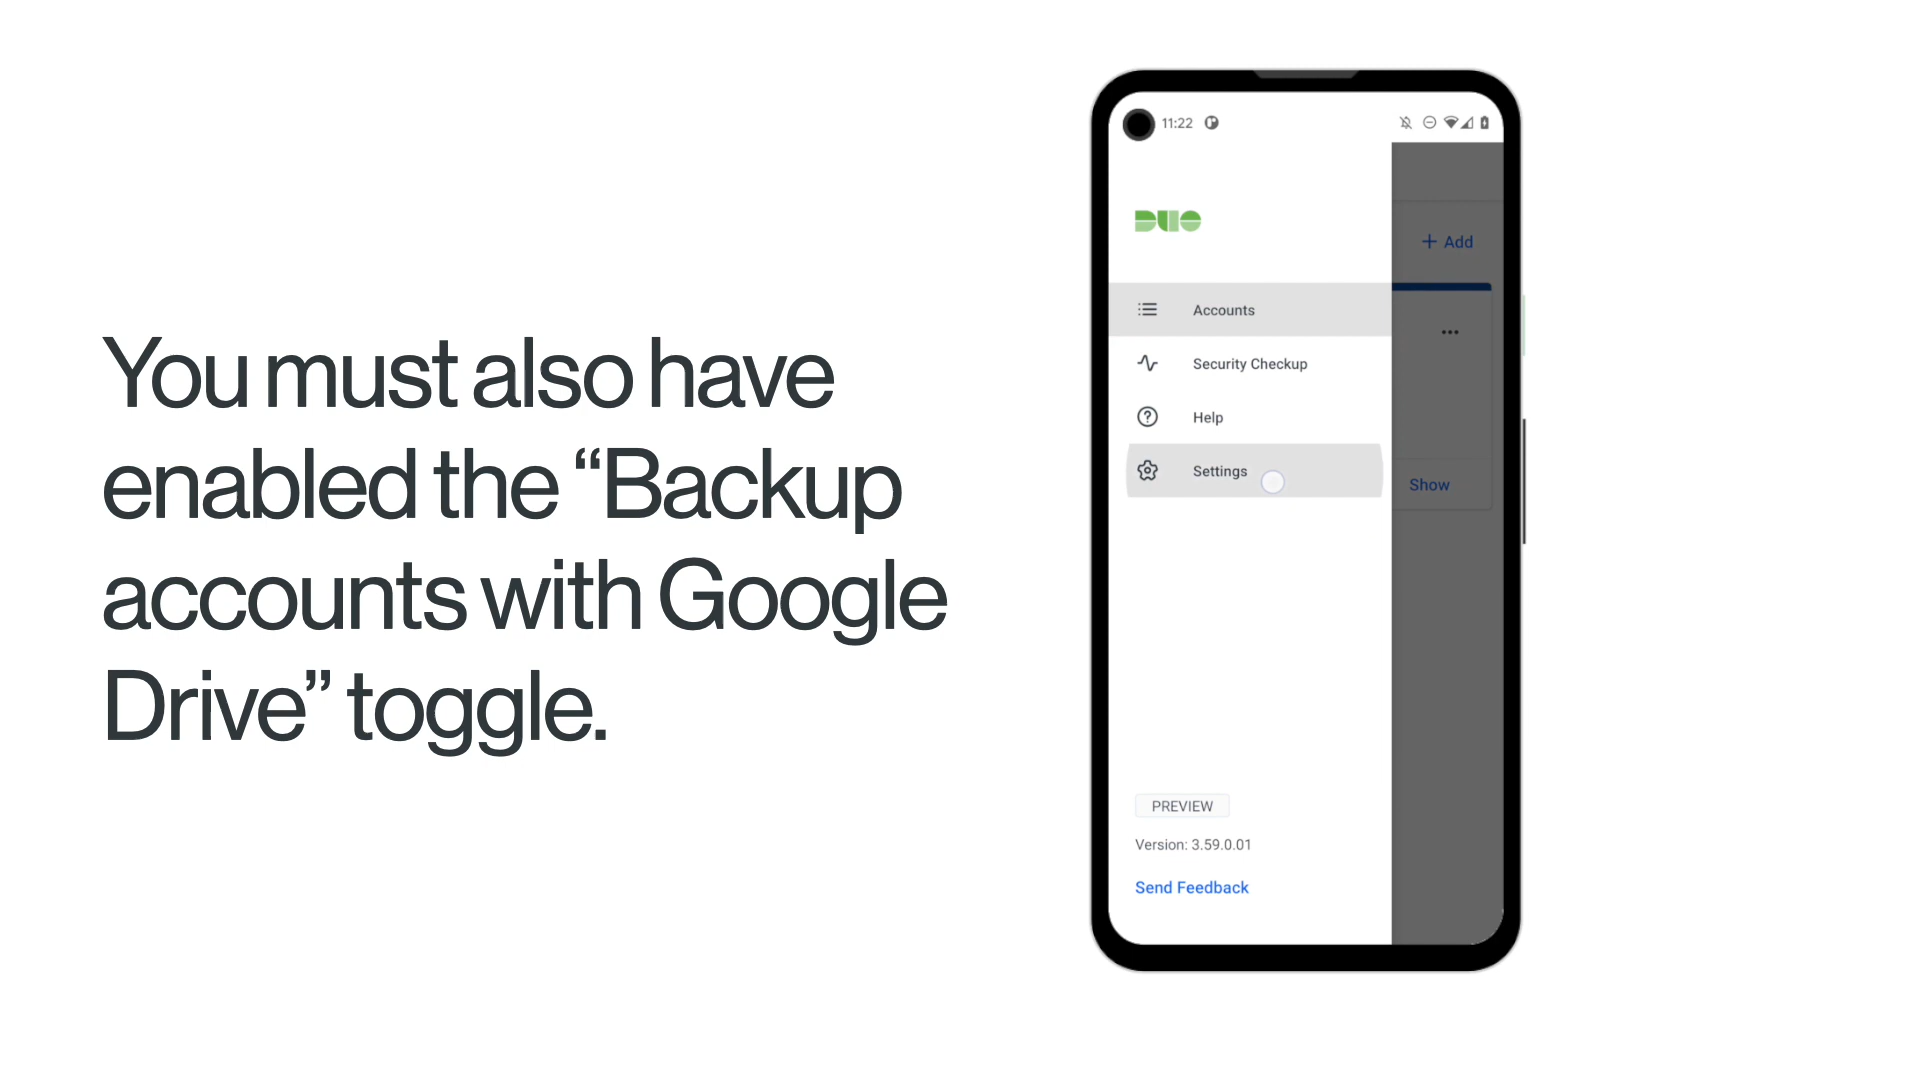 You must also have
enabled the “Backup
accounts with Google
Drive” toggle.
11:22
DUO
+ Add
Accounts
Security Checkup
Help
Settings
Show
PREVIEW
Version: 3.59.0.01
Send Feedback